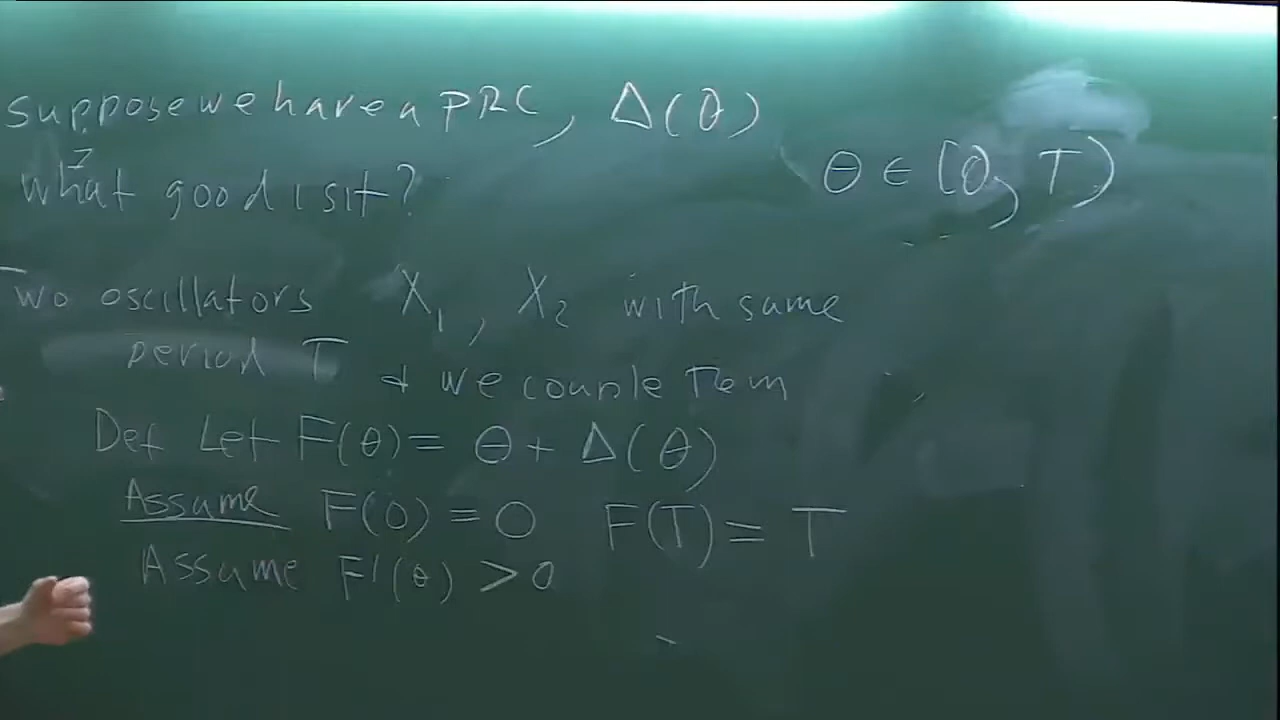 Suppose we have a PRC, Δ(θ)
θ ∈ [0, T)
What good is it?
Two oscillators X₁, X₂ with same
period T & we couple them
Def Let F(θ) = θ + Δ(θ)
Assume F(0) = 0 F(T) = T
Assume F'(θ) > 0